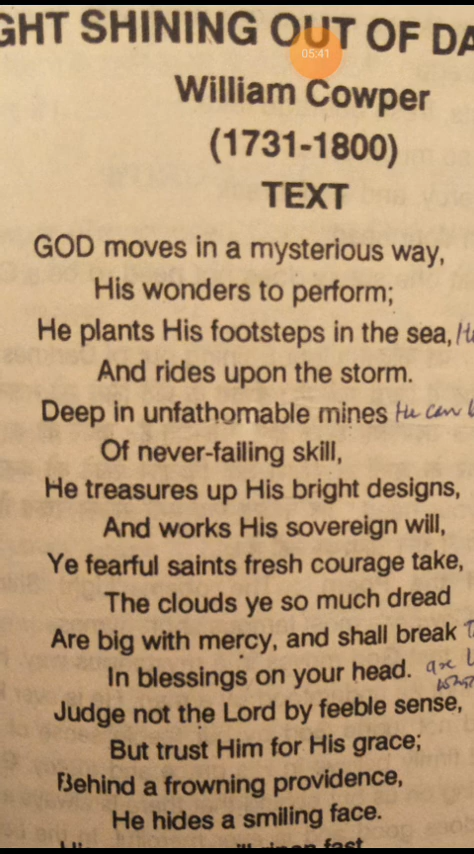 GHT SHINING OUT OF DA
05:41
William Cowper
(1731-1800)
TEXT
GOD moves in a mysterious way,
His wonders to perform;
He plants His footsteps in the sea, He
And rides upon the storm.
Deep in unfathomable mines He can
Of never-failing skill,
He treasures up His bright designs,
And works His sovereign will,
Ye fearful saints fresh courage take,
The clouds ye so much dread
Are big with mercy, and shall break
In blessings on your head. are
Judge not the Lord by feeble sense,
But trust Him for His grace;
Behind a frowning providence,
He hides a smiling face.